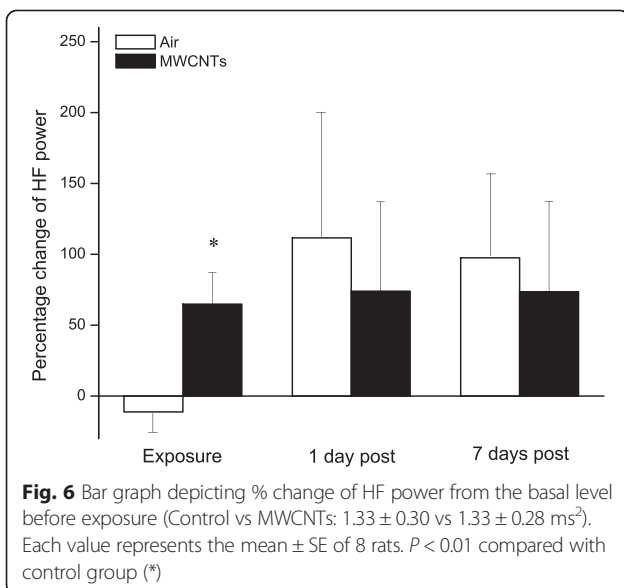 250
Air
MWCNTs
200
150
*
100
50
0
Percentage change of HF power
Exposure 1 day post 7 days post
Fig. 6 Bar graph depicting % change of HF power from the basal level
before exposure (Control vs MWCNTs: 1.33 ± 0.30 vs 1.33 ± 0.28 ms²).
Each value represents the mean ± SE of 8 rats. P < 0.01 compared with
control group (*)